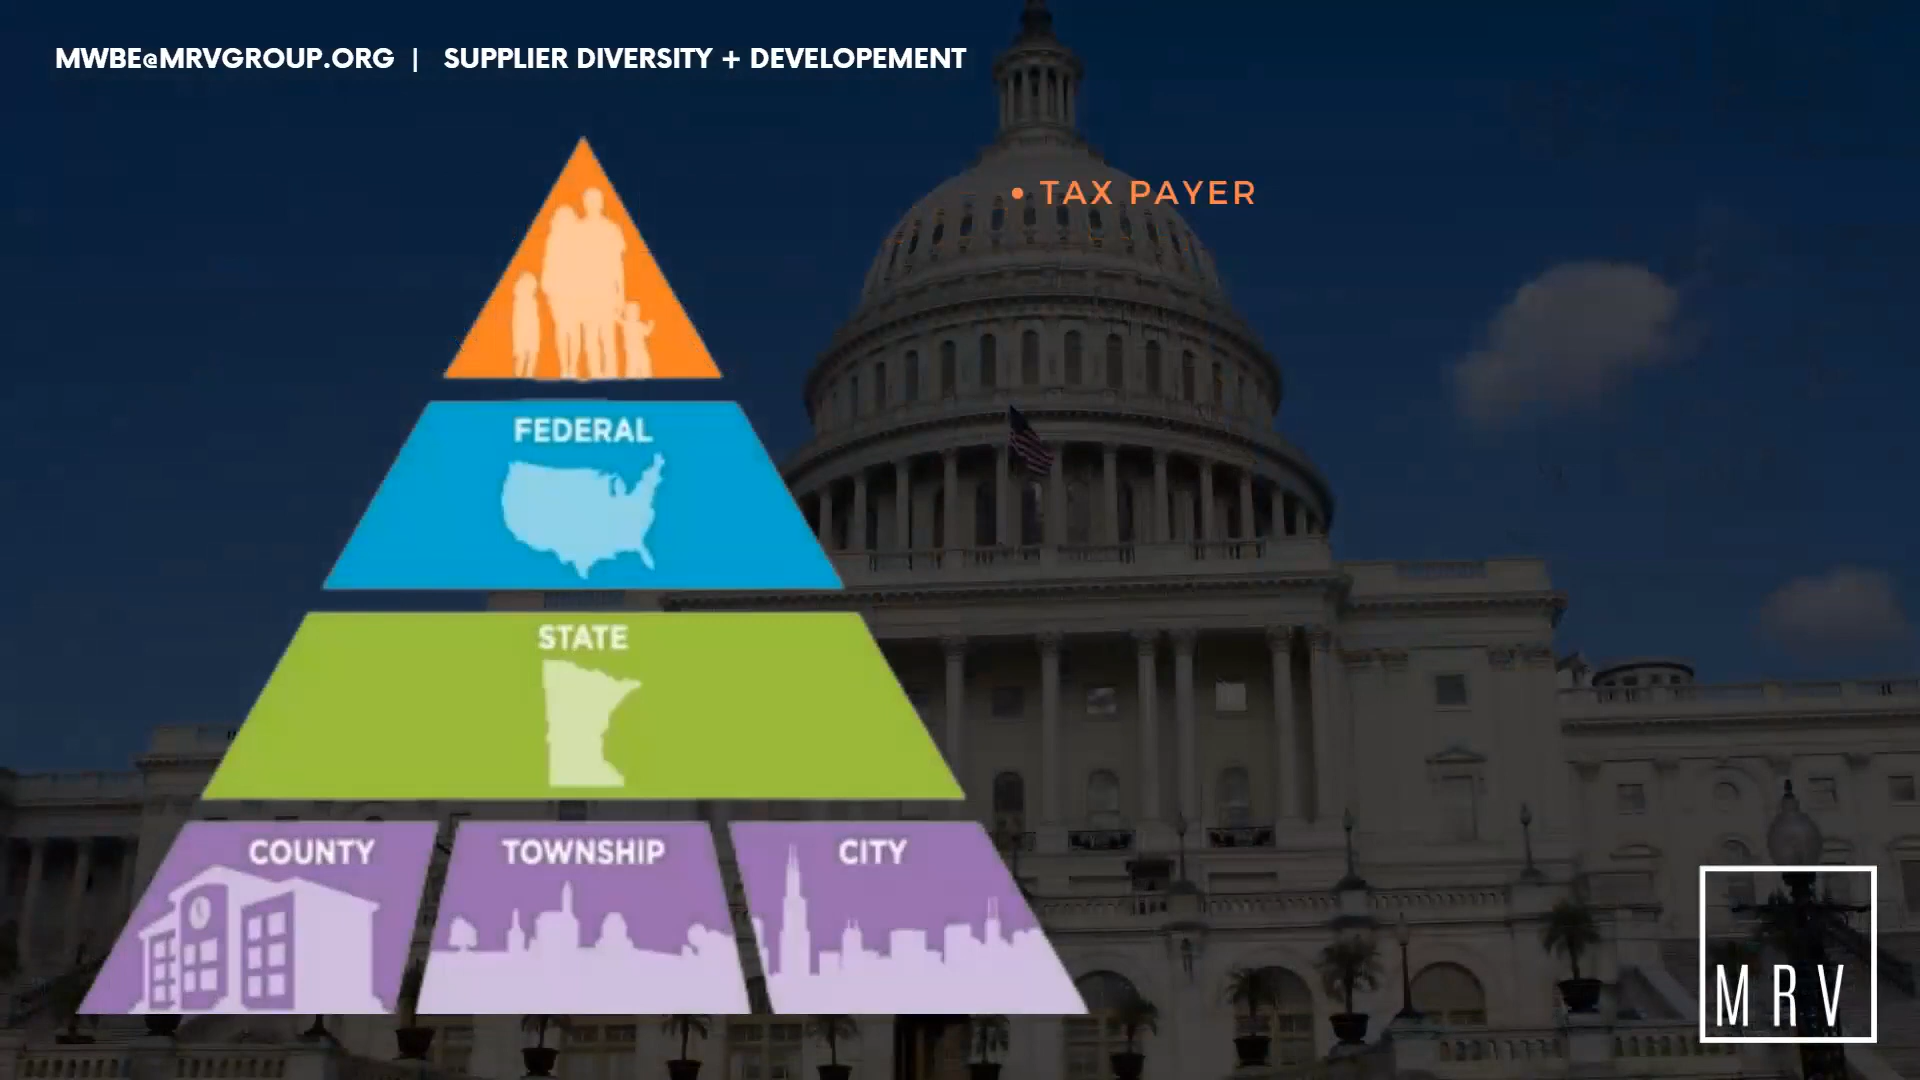 MWBE@MRVGROUP.ORG | SUPPLIER DIVERSITY + DEVELOPEMENT
• TAX PAYER
FEDERAL
STATE
COUNTY TOWNSHIP CITY
MRV